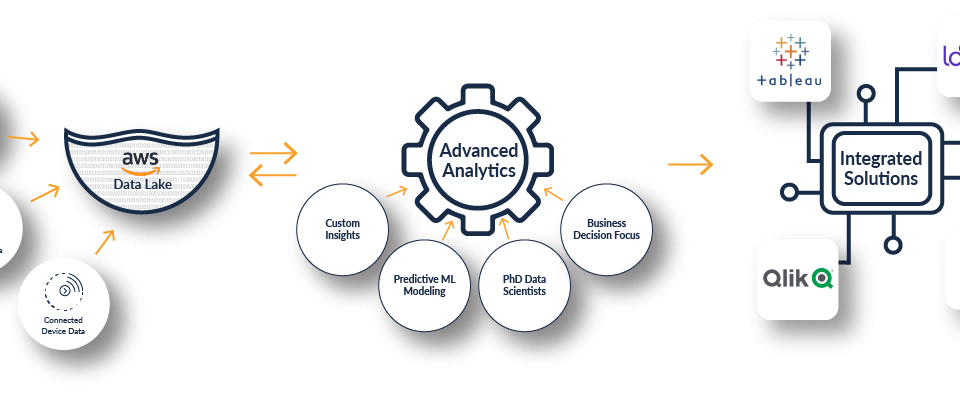 aws
Data Lake
Connected
Device Data
Advanced
Analytics
Custom
Insights
Predictive ML
Modeling
PhD Data
Scientists
Business
Decision Focus
+ableau
Integrated
Solutions
Qlik